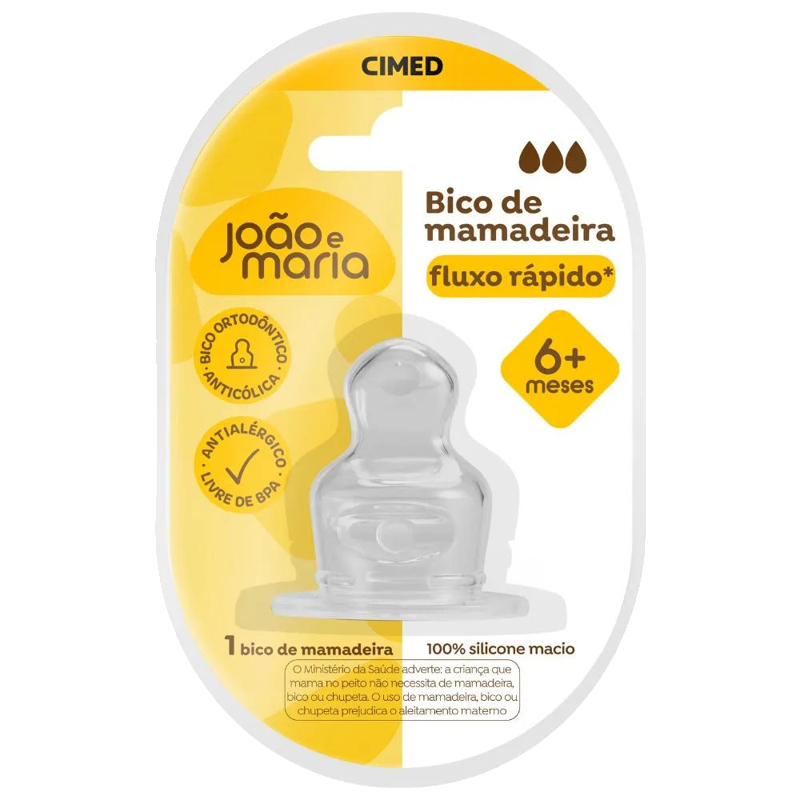 CIMED
joão e
maria
Bico de
mamadeira
fluxo rápido*
BICO ORTODÔNTICO
· ANTICÓLICA ·
6+
meses
· ANTIALÉRGICO ·
LIVRE DE BPA
1 bico de mamadeira
100% silicone macio
O Ministério da Saúde adverte: a criança que
mama no peito não necessita de mamadeira,
bico ou chupeta. O uso de mamadeira, bico ou
chupeta prejudica o aleitamento materno